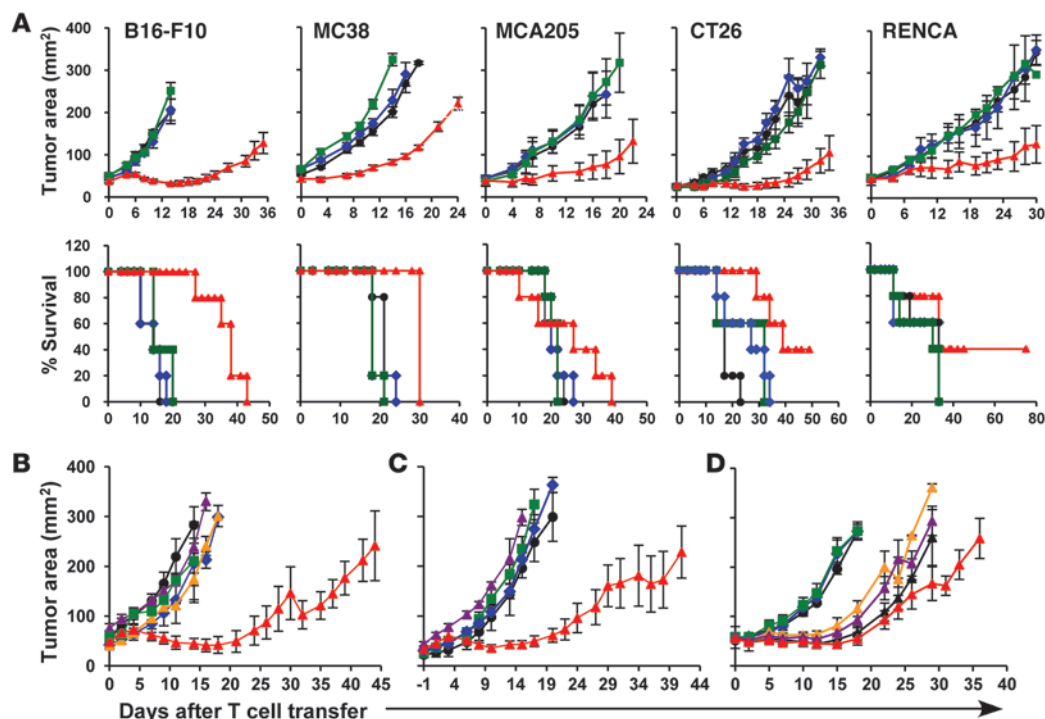 A
B16-F10 MC38 MCA205 CT26 RENCA
Tumor area (mm²)
400
300
200
100
0
0 6 12 18 24 30 36
0 4 8 12 16 20 24
0 4 8 12 16 20 22
0 6 12 18 24 34
0 6 12 18 24 30
% Survival
120
100
80
60
40
20
0
0 10 20 30 40 50
0 10 20 30 40
0 10 20 30 40 50
0 10 20 30 40 50 60
0 20 40 60 80
B C D
Tumor area (mm²)
400
300
200
100
0
0 5 10 15 20 25 30 35 40 45
-1 4 9 14 19 24 29 34 39 44
0 5 10 15 20 25 30 40
Days after T cell transfer